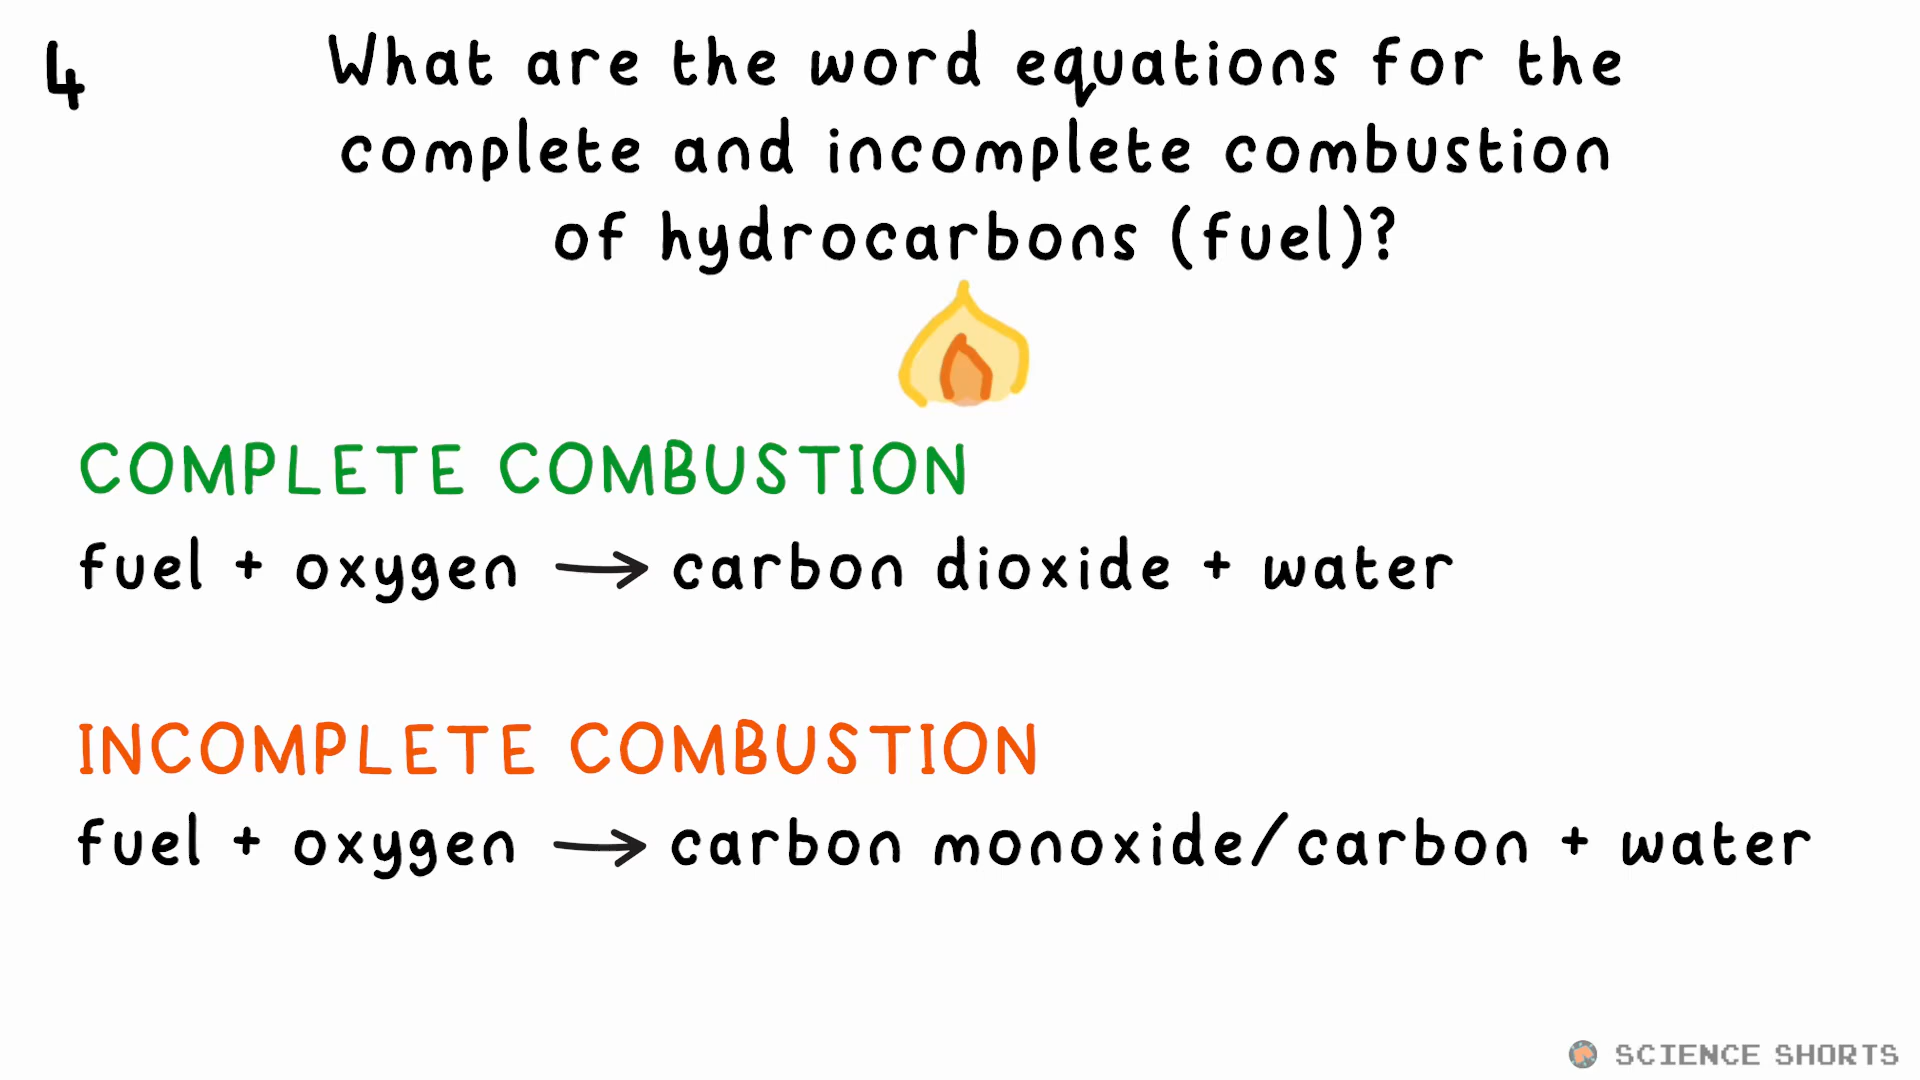 4
What are the word equations for the
complete and incomplete combustion
of hydrocarbons (fuel)?
COMPLETE COMBUSTION
fuel + oxygen → carbon dioxide + water
INCOMPLETE COMBUSTION
fuel + oxygen → carbon monoxide/carbon + water
SCIENCE SHORTS